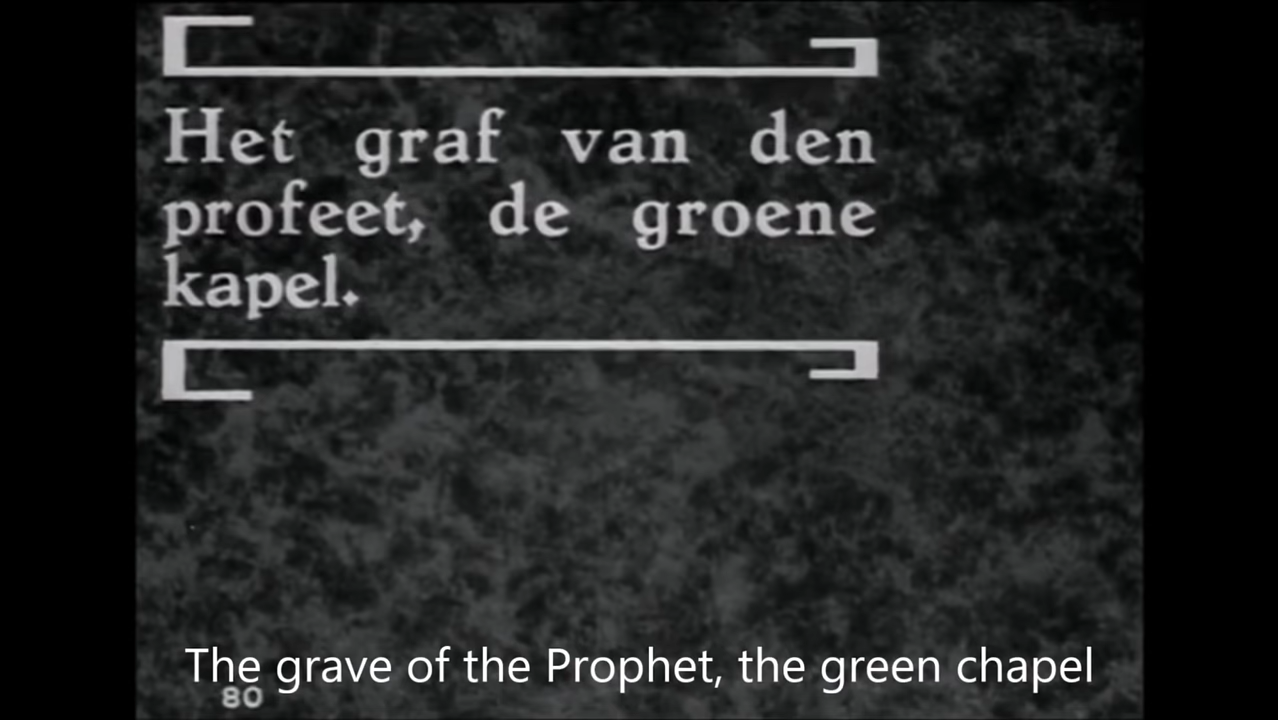 Het graf van den
profeet, de groene
kapel.
The grave of the Prophet, the green chapel
80